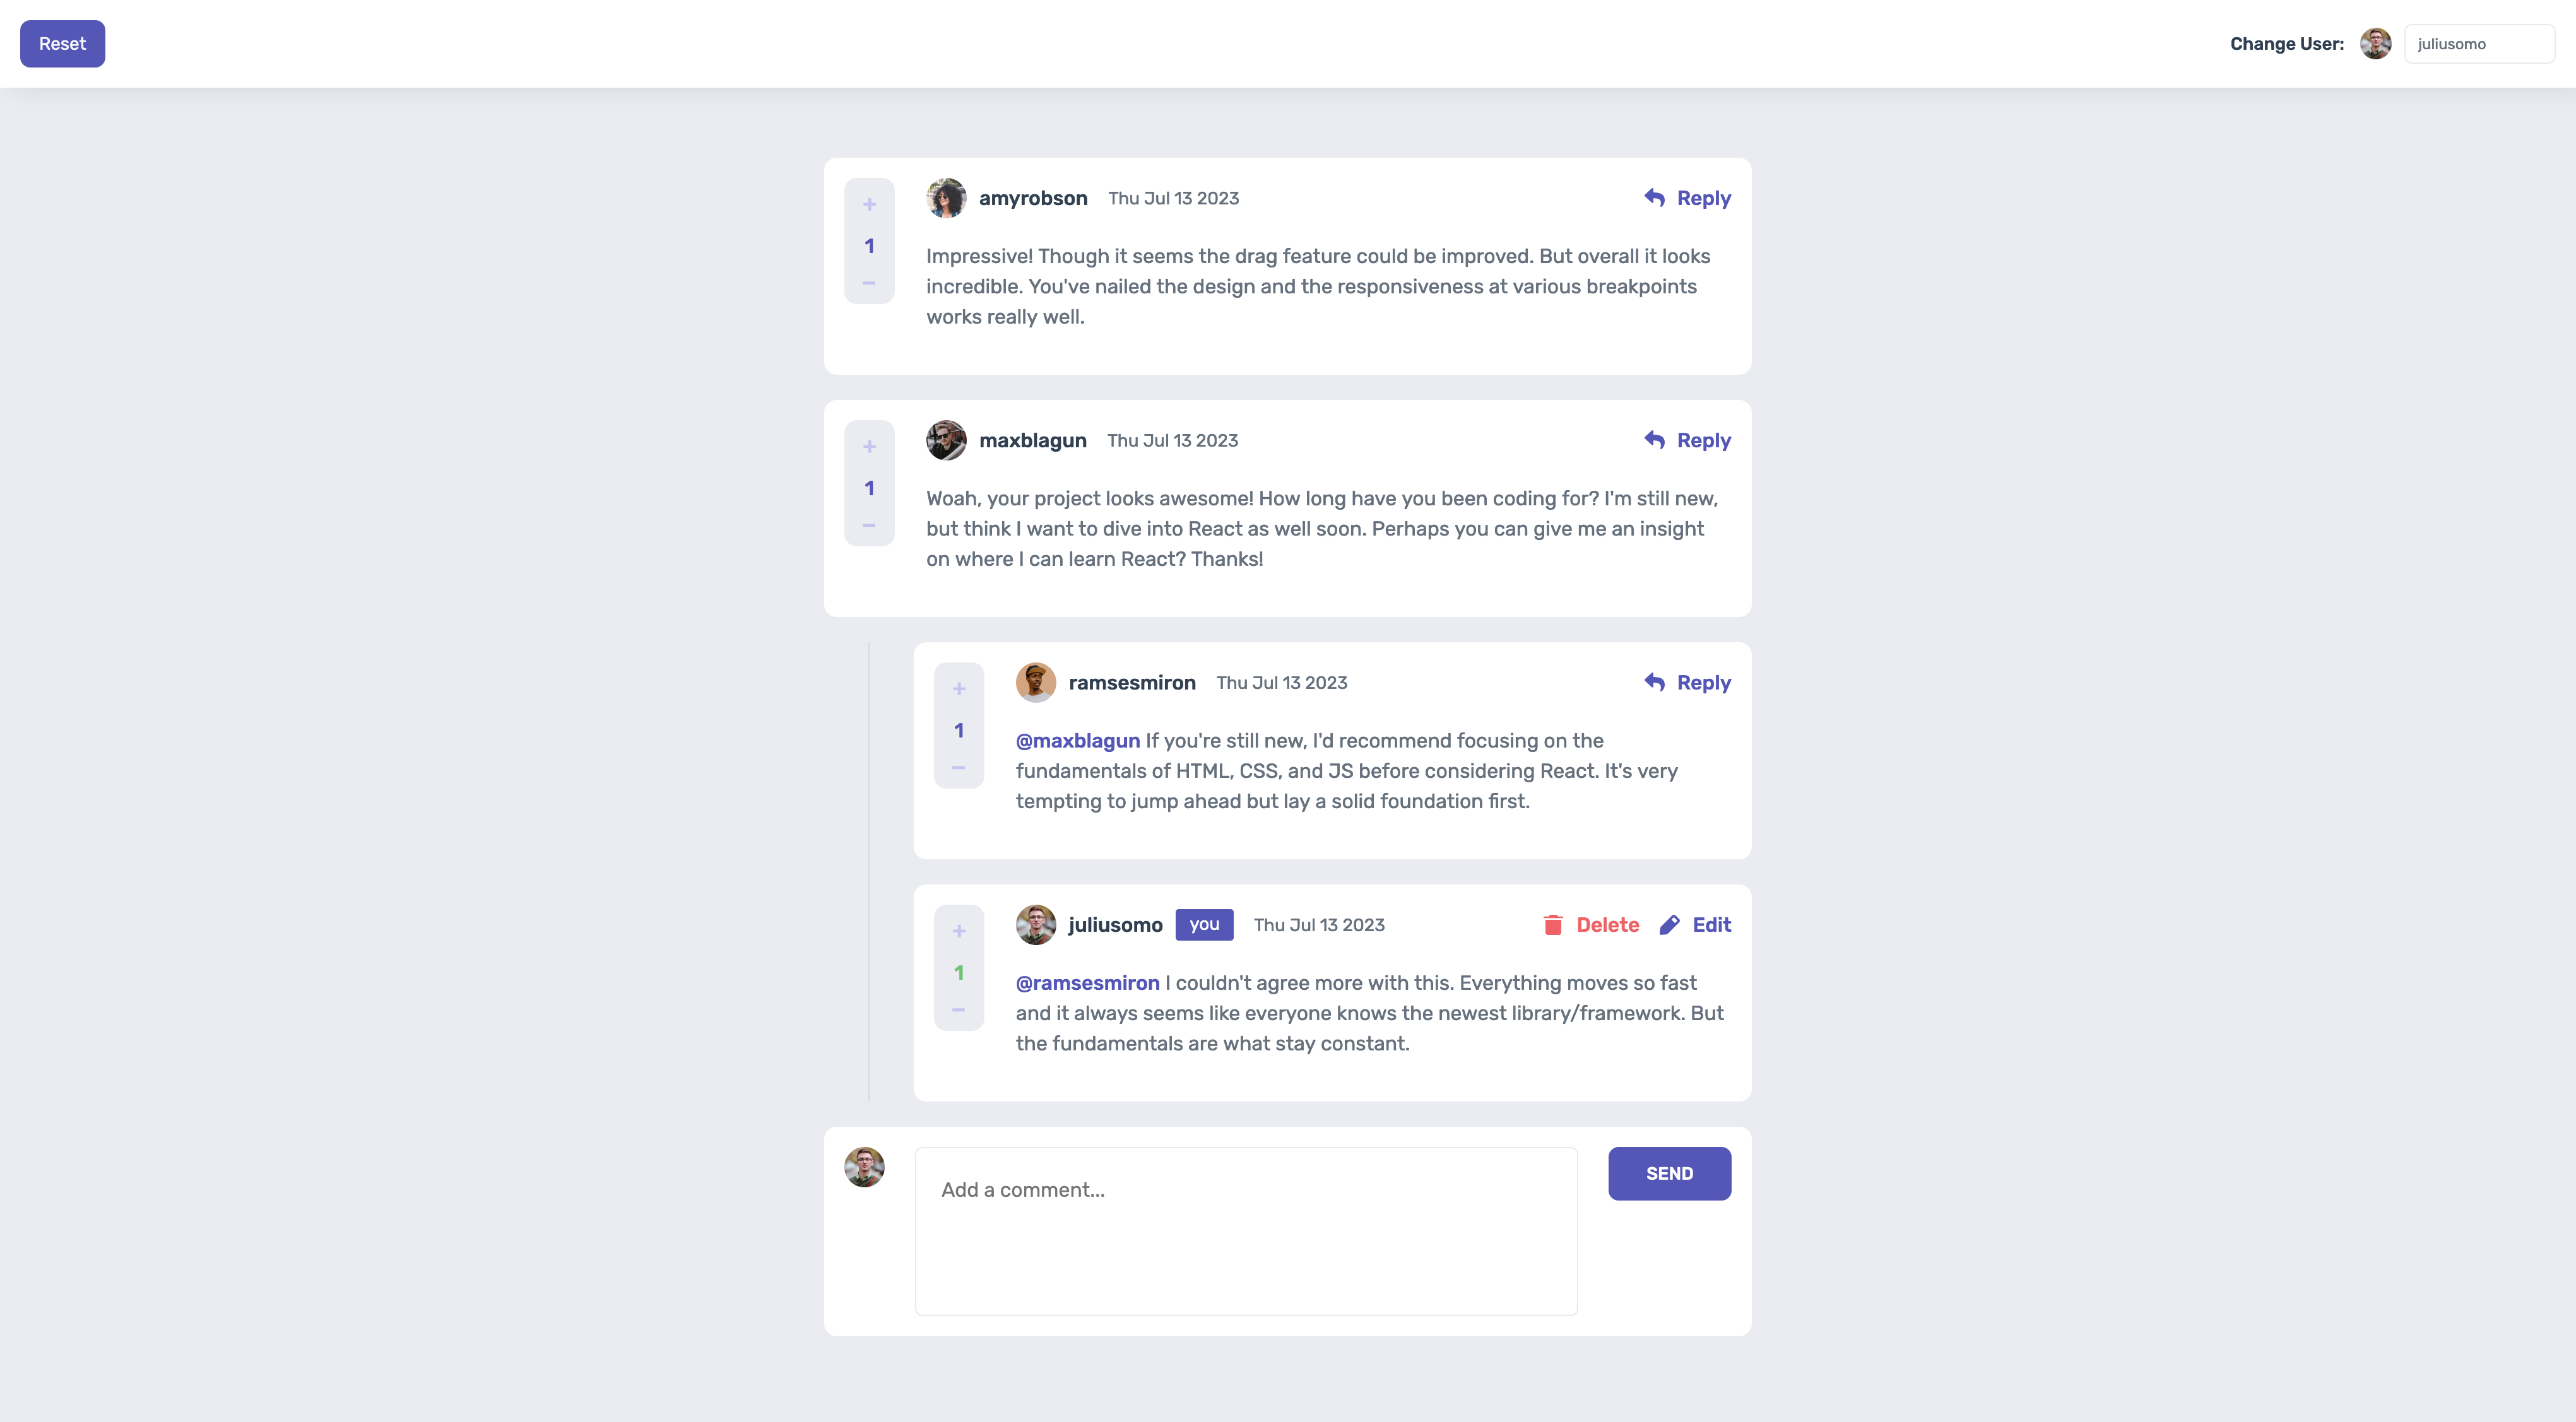 Reset
Change User:
juliusomo
+
1
−
amyrobson
Thu Jul 13 2023
Reply
Impressive! Though it seems the drag feature could be improved. But overall it looks
incredible. You've nailed the design and the responsiveness at various breakpoints
works really well.
+
1
−
maxblagun
Thu Jul 13 2023
Reply
Woah, your project looks awesome! How long have you been coding for? I'm still new,
but think I want to dive into React as well soon. Perhaps you can give me an insight
on where I can learn React? Thanks!
+
1
−
ramsesmiron
Thu Jul 13 2023
Reply
@maxblagun If you're still new, I'd recommend focusing on the
fundamentals of HTML, CSS, and JS before considering React. It's very
tempting to jump ahead but lay a solid foundation first.
+
1
−
juliusomo
you
Thu Jul 13 2023
Delete
Edit
@ramsesmiron I couldn't agree more with this. Everything moves so fast
and it always seems like everyone knows the newest library/framework. But
the fundamentals are what stay constant.
Add a comment...
SEND